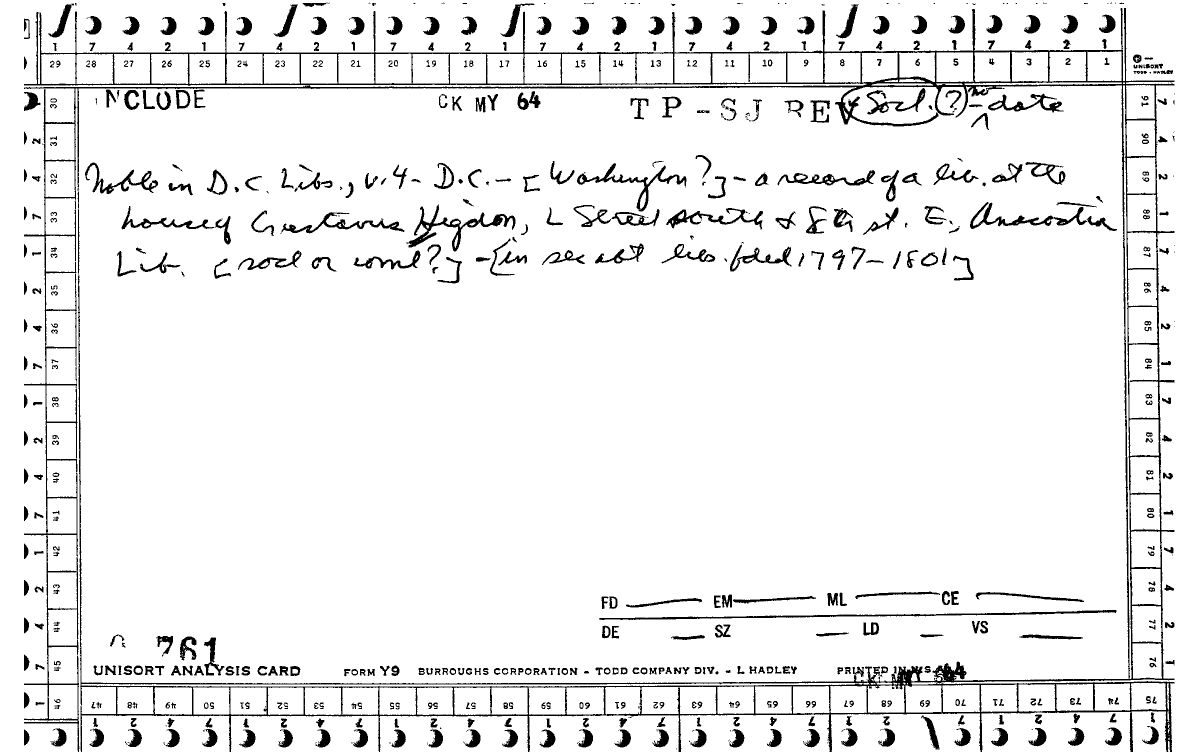 7 4 2 1 7 4 2 1 7 4 2 1 7 4 2 1 7 4 2 1 7 4 2 1 7 4 2 1
29 28 27 26 25 24 23 22 21 20 19 18 17 16 15 14 13 12 11 10 9 8 7 6 5 4 3 2 1
UNISORT
TODD - HADLEY
NCLODE CK MY 64 TP-SJ REV + Socl. (?) - no date
Noble in D.C. Libs., v.4 - D.C. - [Washington?] - a record of a lib. at the
house of Gustavus Higdon, L Street south & 8th st. E., Anacostia
Lib. [socl or coml?] - [in sec abt libs. fded 1797-1801]
30 31 32 33 34 35 36 37 38 39 40 41 42 43 44 45 46
91 90 89 88 87 86 85 84 83 82 81 80 79 78 77 76 75
FD EM ML CE
DE SZ LD VS
761
UNISORT ANALYSIS CARD FORM Y9 BURROUGHS CORPORATION - TODD COMPANY DIV. - L HADLEY PRINTED IN U.S.
CK MY 64
47 48 49 50 51 52 53 54 55 56 57 58 59 60 61 62 63 64 65 66 67 68 69 70 71 72 73 74